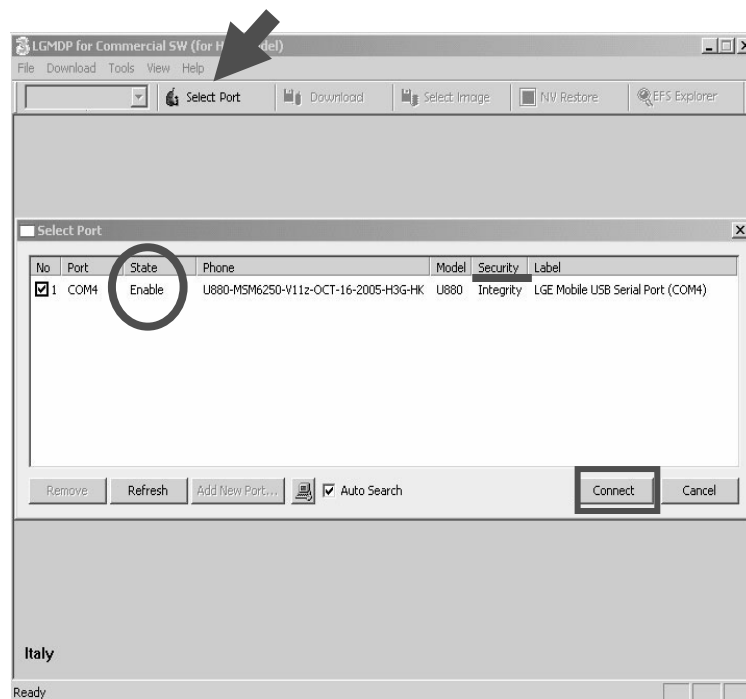 LGMDP for Commercial SW (for H del)
File Download Tools View Help
Select Port Download Select Image NV Restore EFS Explorer
Select Port
No Port State Phone Model Security Label
1 COM4 Enable U880-MSM6250-V11z-OCT-16-2005-H3G-HK U880 Integrity LGE Mobile USB Serial Port (COM4)
Remove Refresh Add New Port... Auto Search Connect Cancel
Italy
Ready